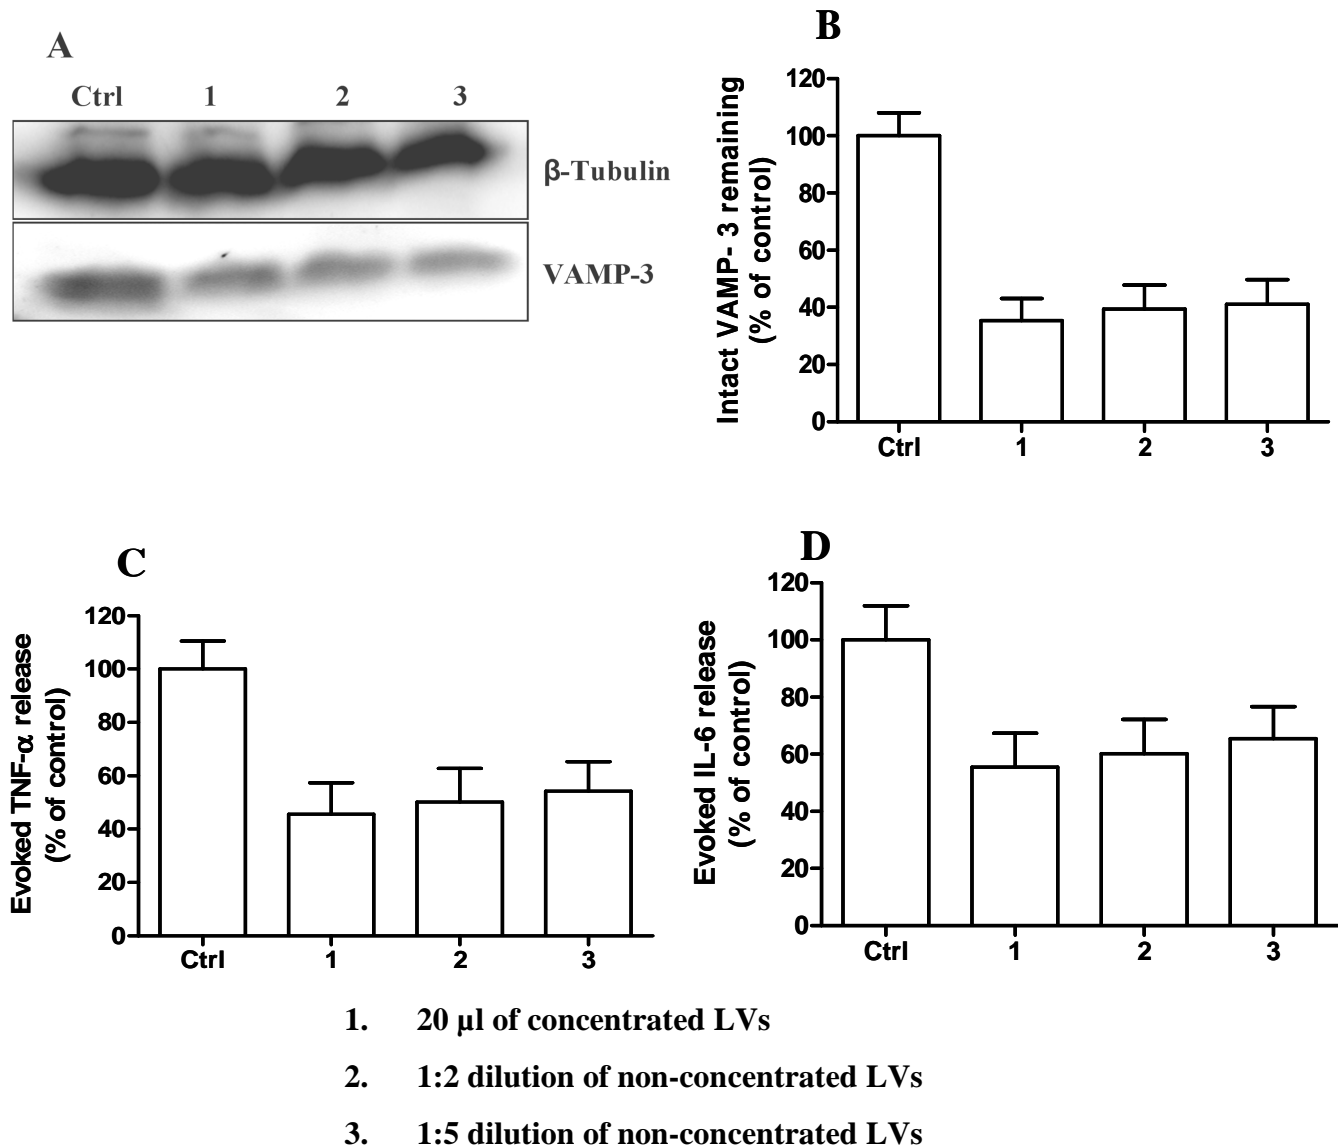 A
Ctrl 1 2 3
β-Tubulin
VAMP-3
B
Intact VAMP- 3 remaining
(% of control)
120
100
80
60
40
20
0
Ctrl 1 2 3
C
Evoked TNF-α release
(% of control)
120
100
80
60
40
20
0
Ctrl 1 2 3
D
Evoked IL-6 release
(% of control)
120
100
80
60
40
20
0
Ctrl 1 2 3
1. 20 µl of concentrated LVs
2. 1:2 dilution of non-concentrated LVs
3. 1:5 dilution of non-concentrated LVs